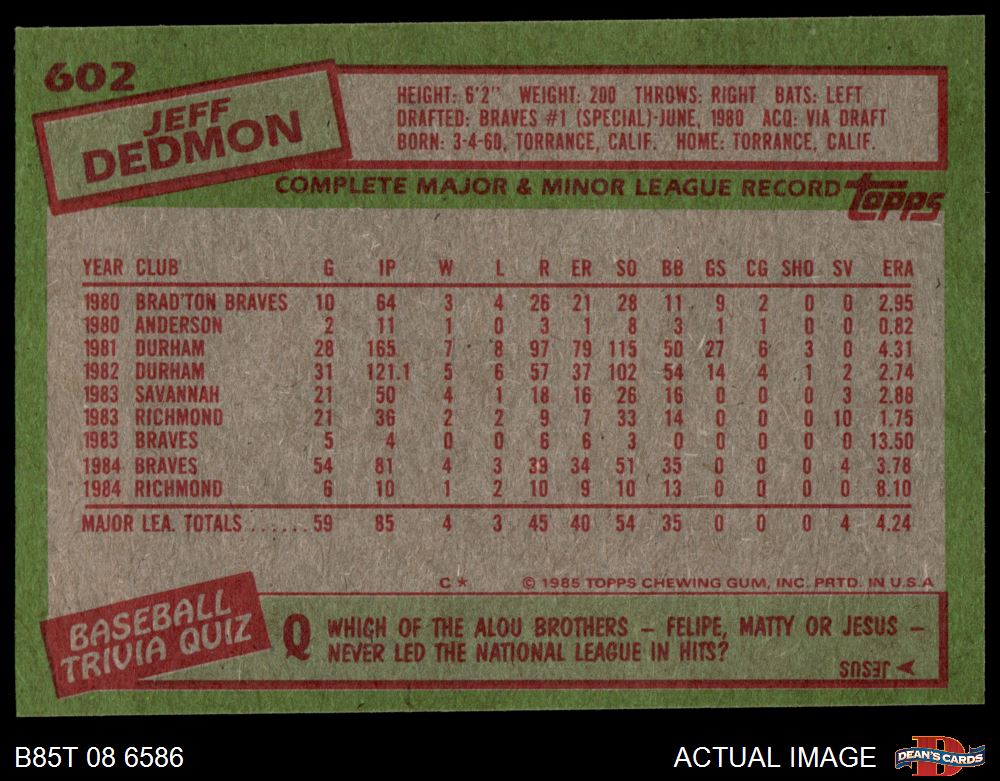 602
JEFF
DEDMON
HEIGHT: 6'2" WEIGHT: 200 THROWS: RIGHT BATS: LEFT
DRAFTED: BRAVES #1 (SPECIAL)-JUNE, 1980 ACQ: VIA DRAFT
BORN: 3-4-60, TORRANCE, CALIF. HOME: TORRANCE, CALIF.
COMPLETE MAJOR & MINOR LEAGUE RECORD topps
YEAR CLUB G IP W L R ER SO BB GS CG SHO SV ERA
1980 BRAD'TON BRAVES 10 64 3 4 26 21 28 11 9 2 0 0 2.95
1980 ANDERSON 2 11 1 0 3 1 8 3 1 1 0 0 0.82
1981 DURHAM 28 165 7 8 97 79 115 50 27 6 3 0 4.31
1982 DURHAM 31 121.1 5 6 57 37 102 54 14 4 1 2 2.74
1983 SAVANNAH 21 50 4 1 18 16 26 16 0 0 0 3 2.88
1983 RICHMOND 21 36 2 2 9 7 33 14 0 0 0 10 1.75
1983 BRAVES 5 4 0 0 6 6 3 0 0 0 0 0 13.50
1984 BRAVES 54 81 4 3 39 34 51 35 0 0 0 4 3.78
1984 RICHMOND 6 10 1 2 10 9 10 13 0 0 0 0 8.10
MAJOR LEA. TOTALS ...... 59 85 4 3 45 40 54 35 0 0 0 4 4.24
C* © 1985 TOPPS CHEWING GUM, INC. PRTD. IN U.S.A
BASEBALL
TRIVIA QUIZ
Q WHICH OF THE ALOU BROTHERS – FELIPE, MATTY OR JESUS –
NEVER LED THE NATIONAL LEAGUE IN HITS?
A JESUS
B85T 08 6586
ACTUAL IMAGE
D
DEAN'S CARDS